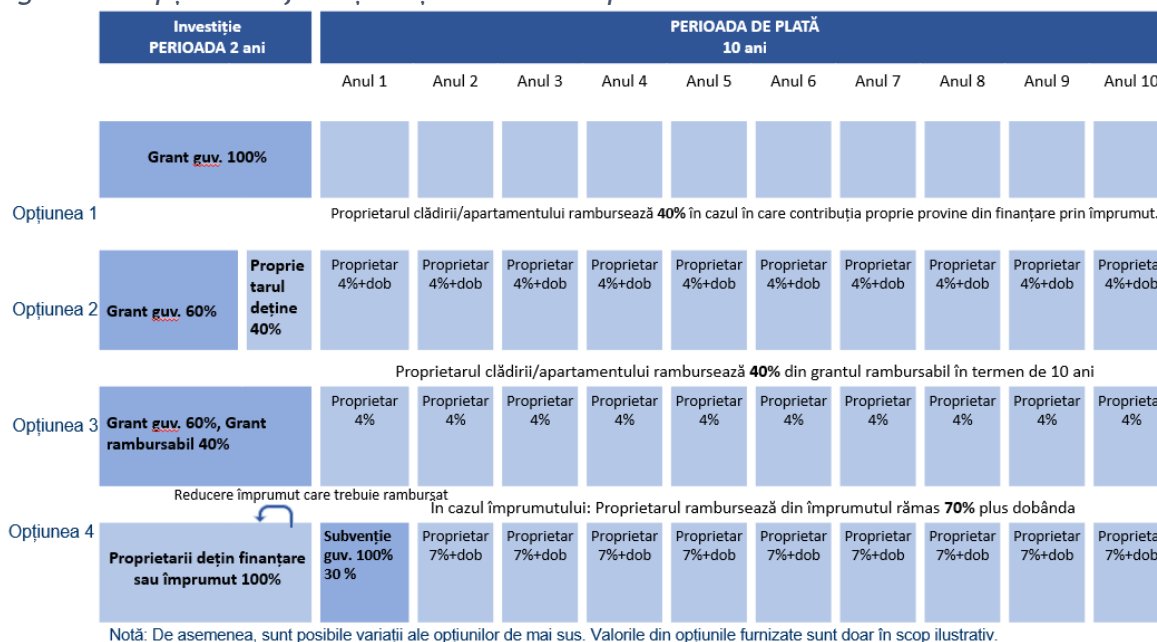 Investiție
PERIOADA 2 ani
PERIOADA DE PLATĂ
10 ani
Anul 1 Anul 2 Anul 3 Anul 4 Anul 5 Anul 6 Anul 7 Anul 8 Anul 9 Anul 10
Grant guv. 100%
Opțiunea 1
Proprietarul clădirii/apartamentului rambursează 40% în cazul în care contribuția proprie provine din finanțare prin împrumut.
Opțiunea 2
Grant guv. 60%
Proprie
tarul
deține
40%
Proprietar Proprietar Proprietar Proprietar Proprietar Proprietar Proprietar Proprietar Proprietar Proprieta
4%+dob 4%+dob 4%+dob 4%+dob 4%+dob 4%+dob 4%+dob 4%+dob 4%+dob 4%+dob
Proprietarul clădirii/apartamentului rambursează 40% din grantul rambursabil în termen de 10 ani
Opțiunea 3
Grant guv. 60%, Grant
rambursabil 40%
Proprietar Proprietar Proprietar Proprietar Proprietar Proprietar Proprietar Proprietar Proprietar Proprieta
4% 4% 4% 4% 4% 4% 4% 4% 4% 4%
Reducere împrumut care trebuie rambursat
În cazul împrumutului: Proprietarul rambursează din împrumutul rămas 70% plus dobânda
Opțiunea 4
Proprietarii dețin finanțare
sau împrumut 100%
Subvenție
guv. 100%
30 %
Proprietar Proprietar Proprietar Proprietar Proprietar Proprietar Proprietar Proprietar Proprieta
7%+dob 7%+dob 7%+dob 7%+dob 7%+dob 7%+dob 7%+dob 7%+dob 7%+dob
Notă: De asemenea, sunt posibile variații ale opțiunilor de mai sus. Valorile din opțiunile furnizate sunt doar în scop ilustrativ.